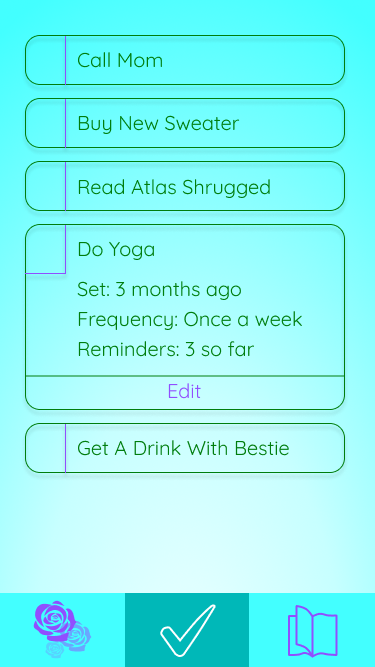 Call Mom
Buy New Sweater
Read Atlas Shrugged
Do Yoga
Set: 3 months ago
Frequency: Once a week
Reminders: 3 so far
Edit
Get A Drink With Bestie